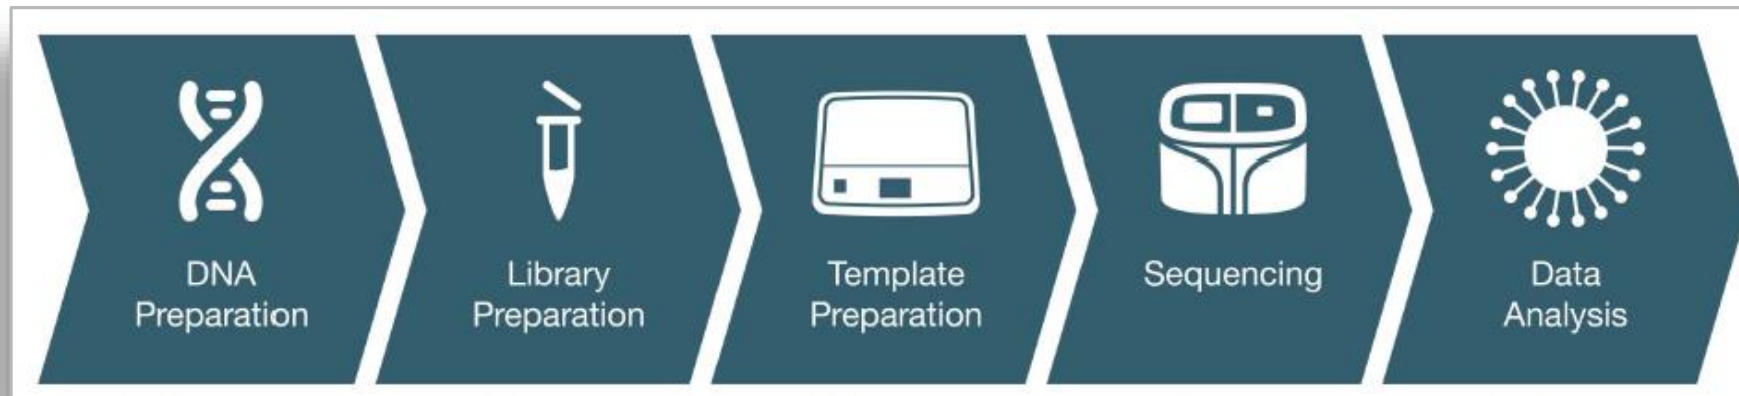 DNA
Preparation
Library
Preparation
Template
Preparation
Sequencing
Data
Analysis